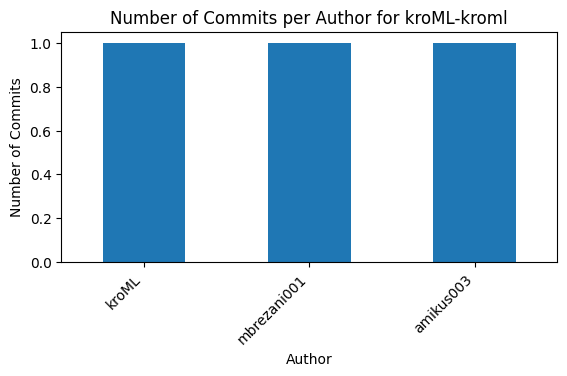 Number of Commits per Author for kroML-kroml
Number of Commits
1.0
0.8
0.6
0.4
0.2
0.0
kroML
mbrezani001
amikus003
Author